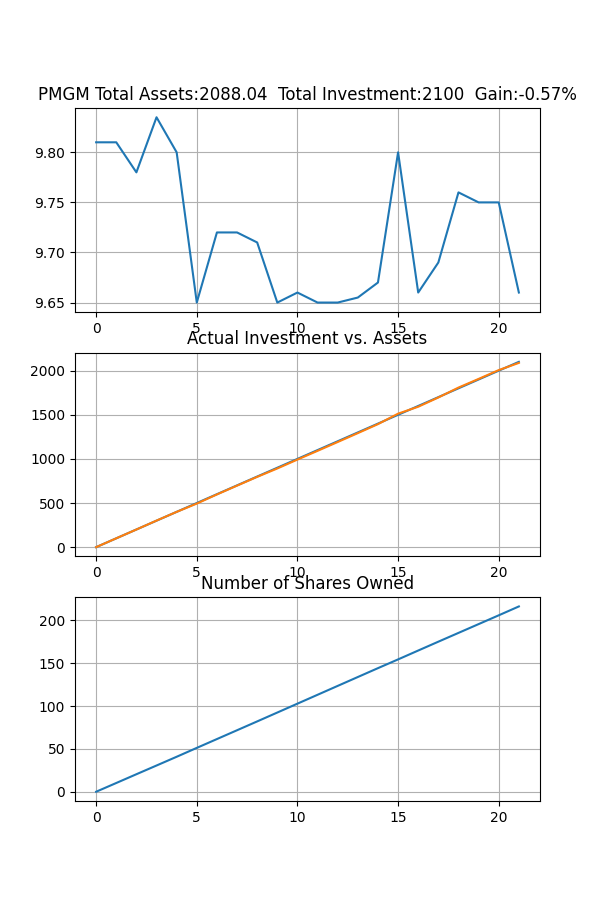 PMGM Total Assets:2088.04  Total Investment:2100  Gain:-0.57%
9.80
9.75
9.70
9.65
0 5 10 15 20
Actual Investment vs. Assets
2000
1500
1000
500
0
0 5 10 15 20
Number of Shares Owned
200
150
100
50
0
0 5 10 15 20